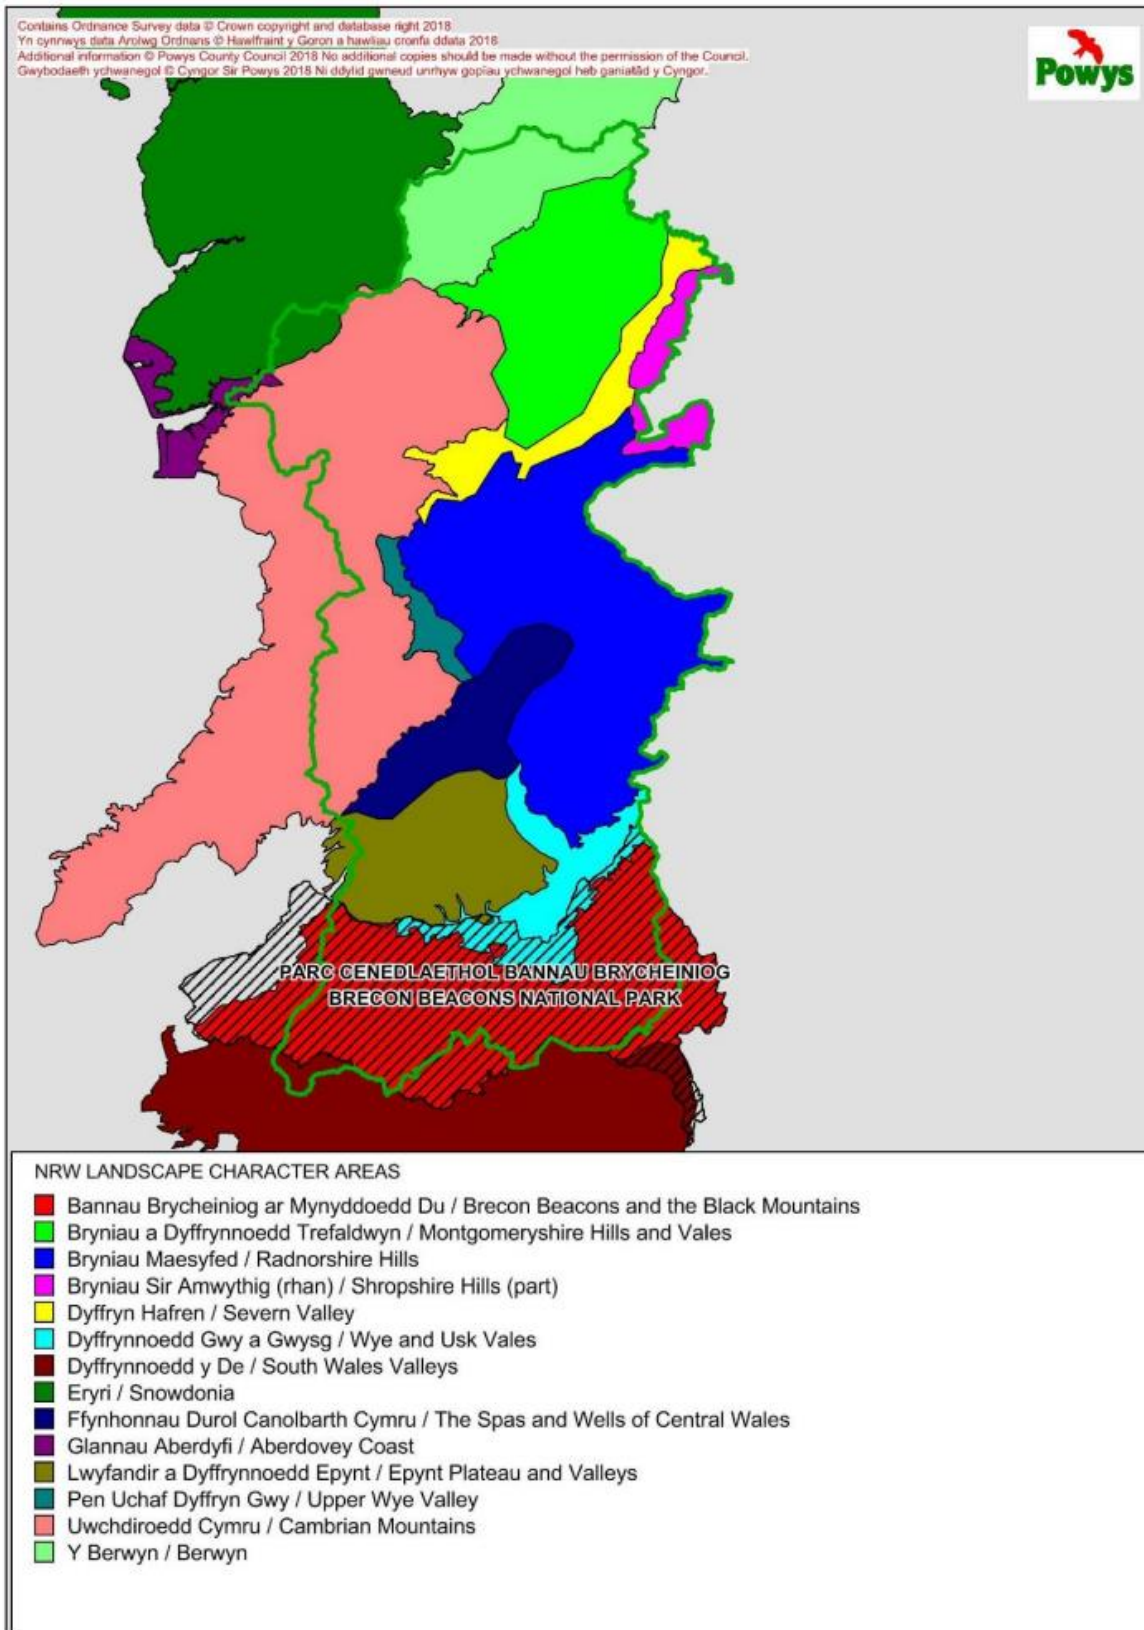 Contains Ordnance Survey data © Crown copyright and database right 2018
Yn cynnwys data Arolwg Ordnans © Hawlfraint y Goron a hawliau cronfa ddata 2018
Additional information © Powys County Council 2018 No additional copies should be made without the permission of the Council.
Gwybodaeth ychwanegol © Cyngor Sir Powys 2018 Ni ddylid gwneud unrhyw gopïau ychwanegol heb ganiatâd y Cyngor.
Powys
PARC CENEDLAETHOL BANNAU BRYCHEINIOG
BRECON BEACONS NATIONAL PARK
NRW LANDSCAPE CHARACTER AREAS
Bannau Brycheiniog ar Mynyddoedd Du / Brecon Beacons and the Black Mountains
Bryniau a Dyffrynnoedd Trefaldwyn / Montgomeryshire Hills and Vales
Bryniau Maesyfed / Radnorshire Hills
Bryniau Sir Amwythig (rhan) / Shropshire Hills (part)
Dyffryn Hafren / Severn Valley
Dyffrynnoedd Gwy a Gwysg / Wye and Usk Vales
Dyffrynnoedd y De / South Wales Valleys
Eryri / Snowdonia
Ffynhonnau Durol Canolbarth Cymru / The Spas and Wells of Central Wales
Glannau Aberdyfi / Aberdovey Coast
Lwyfandir a Dyffrynnoedd Epynt / Epynt Plateau and Valleys
Pen Uchaf Dyffryn Gwy / Upper Wye Valley
Uwchdiroedd Cymru / Cambrian Mountains
Y Berwyn / Berwyn